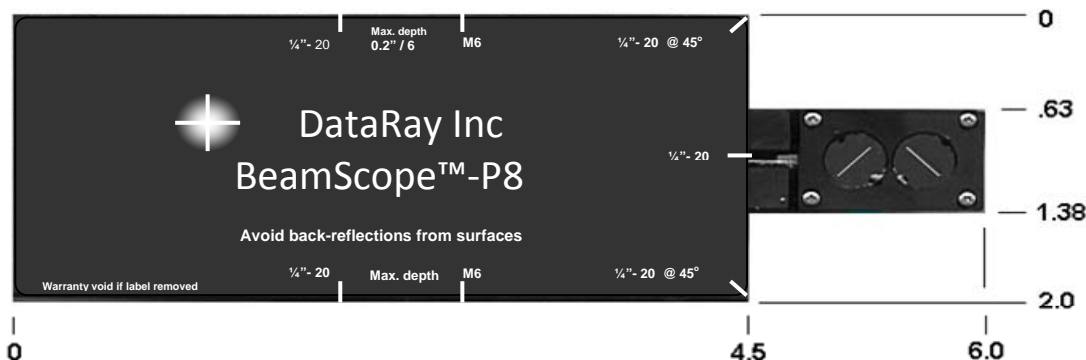 ¼"- 20 Max. depth 0.2" / 6 M6 ¼"- 20 @ 45°
0
.63
DataRay Inc
¼"- 20
BeamScope™-P8
1.38
Avoid back-reflections from surfaces
¼"- 20 Max. depth M6 ¼"- 20 @ 45°
Warranty void if label removed
2.0
0 4.5 6.0